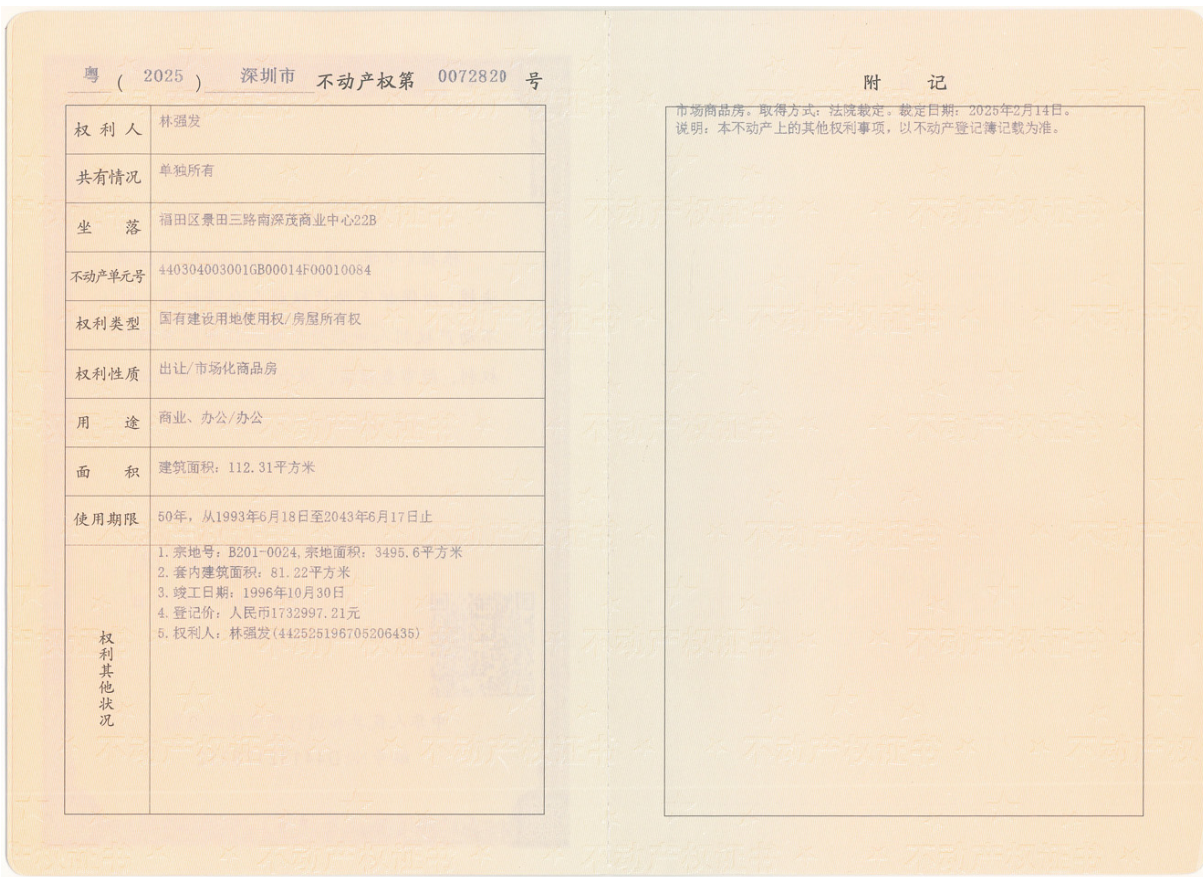 粤 ( 2025 ) 深圳市 不动产权第 0072820 号
权利人 林强发
共有情况 单独所有
坐落 福田区景田三路南深茂商业中心22B
不动产单元号 440304003001GB00014F00010084
权利类型 国有建设用地使用权/房屋所有权
权利性质 出让/市场化商品房
用途 商业、办公/办公
面积 建筑面积：112.31平方米
使用期限 50年，从1993年6月18日至2043年6月17日止
权利其他状况
1.宗地号：B201-0024,宗地面积：3495.6平方米
2.套内建筑面积：81.22平方米
3.竣工日期：1996年10月30日
4.登记价：人民币1732997.21元
5.权利人：林强发(442525196705206435)
附记
市场商品房。取得方式：法院裁定。裁定日期：2025年2月14日。
说明：本不动产上的其他权利事项，以不动产登记簿记载为准。
不动产权证书